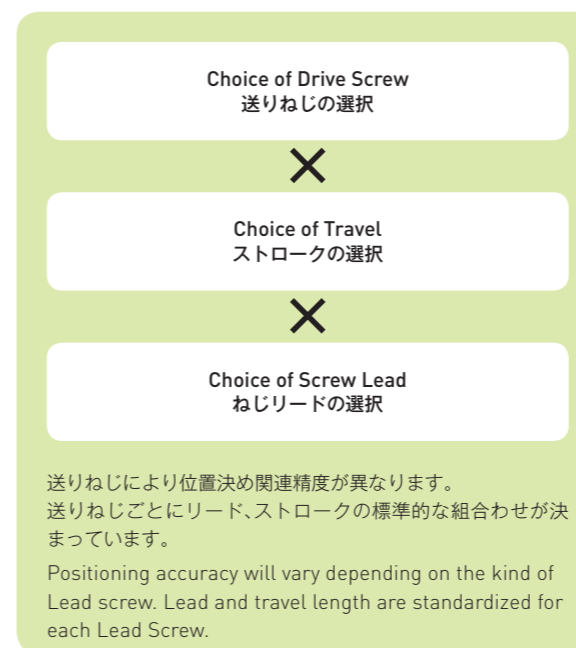 Choice of Drive Screw
送りねじの選択
×
Choice of Travel
ストロークの選択
×
Choice of Screw Lead
ねじリードの選択
送りねじにより位置決め関連精度が異なります。
送りねじごとにリード、ストロークの標準的な組合わせが決
まっています。
Positioning accuracy will vary depending on the kind of
Lead screw. Lead and travel length are standardized for
each Lead Screw.